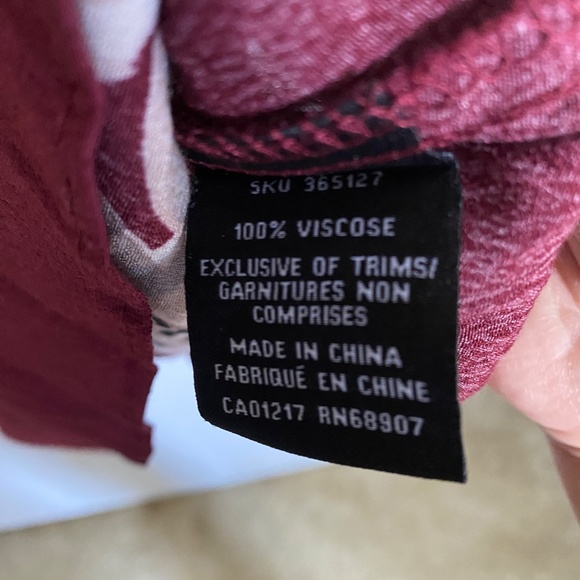 SKU 365127
100% VISCOSE
EXCLUSIVE OF TRIMS/
GARNITURES NON
COMPRISES
MADE IN CHINA
FABRIQUÉ EN CHINE
CA01217 RN68907